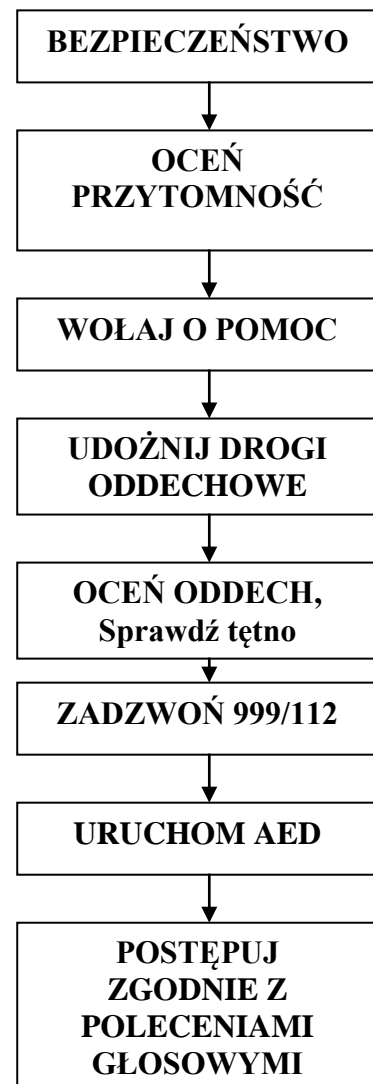 BEZPIECZEŃSTWO
OCEŃ
PRZYTOMNOŚĆ
WOŁAJ O POMOC
UDOŻNIJ DROGI
ODDECHOWE
OCEŃ ODDECH,
Sprawdź tętno
ZADZWOŃ 999/112
URUCHOM AED
POSTĘPUJ
ZGODNIE Z
POLECENIAMI
GŁOSOWYMI